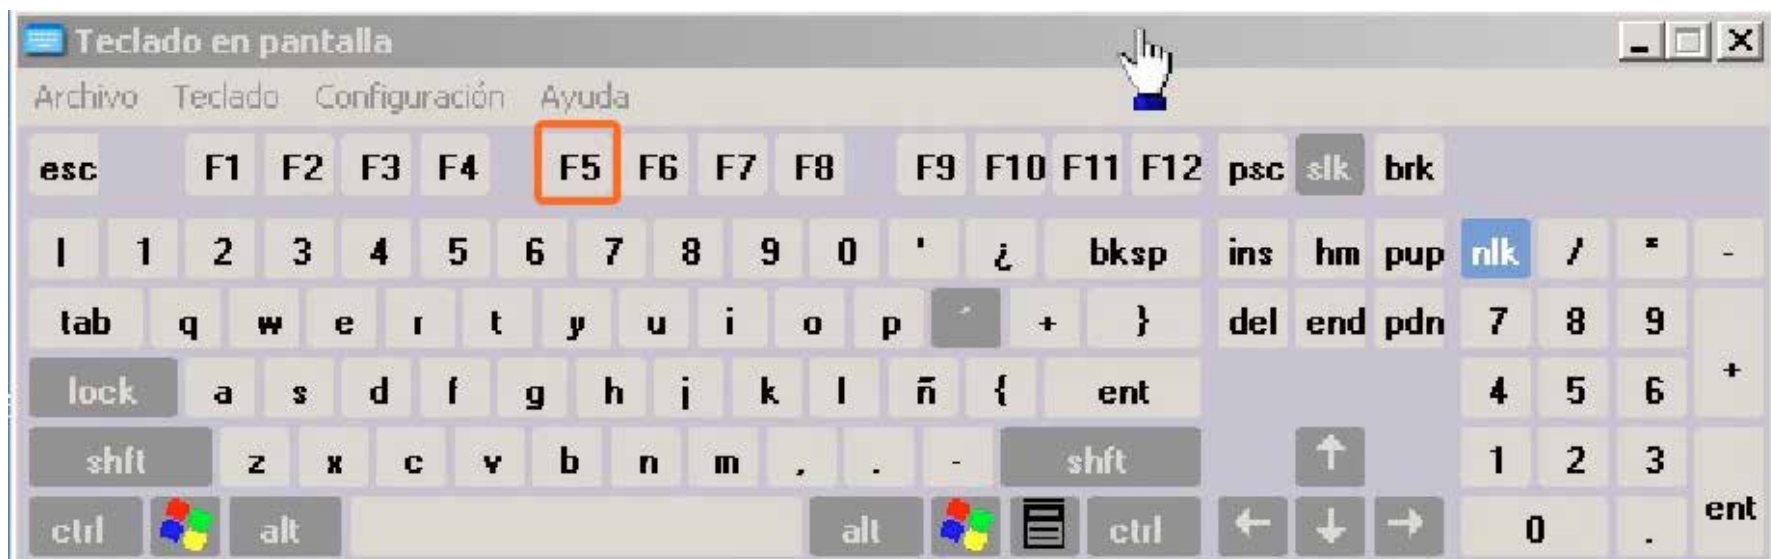 Teclado en pantalla
Archivo Teclado Configuración Ayuda
esc F1 F2 F3 F4 F5 F6 F7 F8 F9 F10 F11 F12 psc slk brk
| 1 2 3 4 5 6 7 8 9 0 ' ¿ bksp ins hm pup nlk / * -
tab q w e r t y u i o p ´ + } del end pdn 7 8 9
lock a s d f g h j k l ñ { ent 4 5 6 +
shft z x c v b n m , . - shft ↑ 1 2 3
ctrl alt alt ctrl ← ↓ → 0 . ent